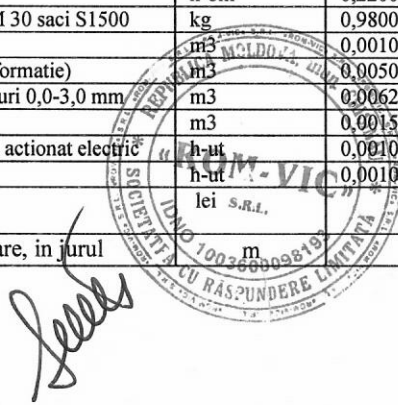 M 30 saci S1500 kg 0,9800
m3 0,0010
formatie) m3 0,0050
uri 0,0-3,0 mm m3 0,0062
m3 0,0015
actionat electric h-ut 0,0010
h-ut 0,0010
lei
are, in jurul m
REPUBLICA MOLDOVA,
« ROM-VIC »
S.R.L.
IDNO 1003600098193
SOCIETATEA CU RĂSPUNDERE LIMITATĂ